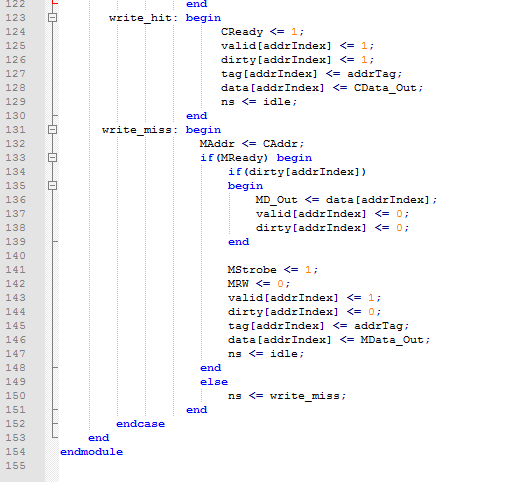 122 end
123 write_hit: begin
124 CReady <= 1;
125 valid[addrIndex] <= 1;
126 dirty[addrIndex] <= 1;
127 tag[addrIndex] <= addrTag;
128 data[addrIndex] <= CData_Out;
129 ns <= idle;
130 end
131 write_miss: begin
132 MAddr <= CAddr;
133 if(MReady) begin
134 if(dirty[addrIndex])
135 begin
136 MD_Out <= data[addrIndex];
137 valid[addrIndex] <= 0;
138 dirty[addrIndex] <= 0;
139 end
140
141 MStrobe <= 1;
142 MRW <= 0;
143 valid[addrIndex] <= 1;
144 dirty[addrIndex] <= 0;
145 tag[addrIndex] <= addrTag;
146 data[addrIndex] <= MData_Out;
147 ns <= idle;
148 end
149 else
150 ns <= write_miss;
151 end
152 endcase
153 end
154 endmodule
155